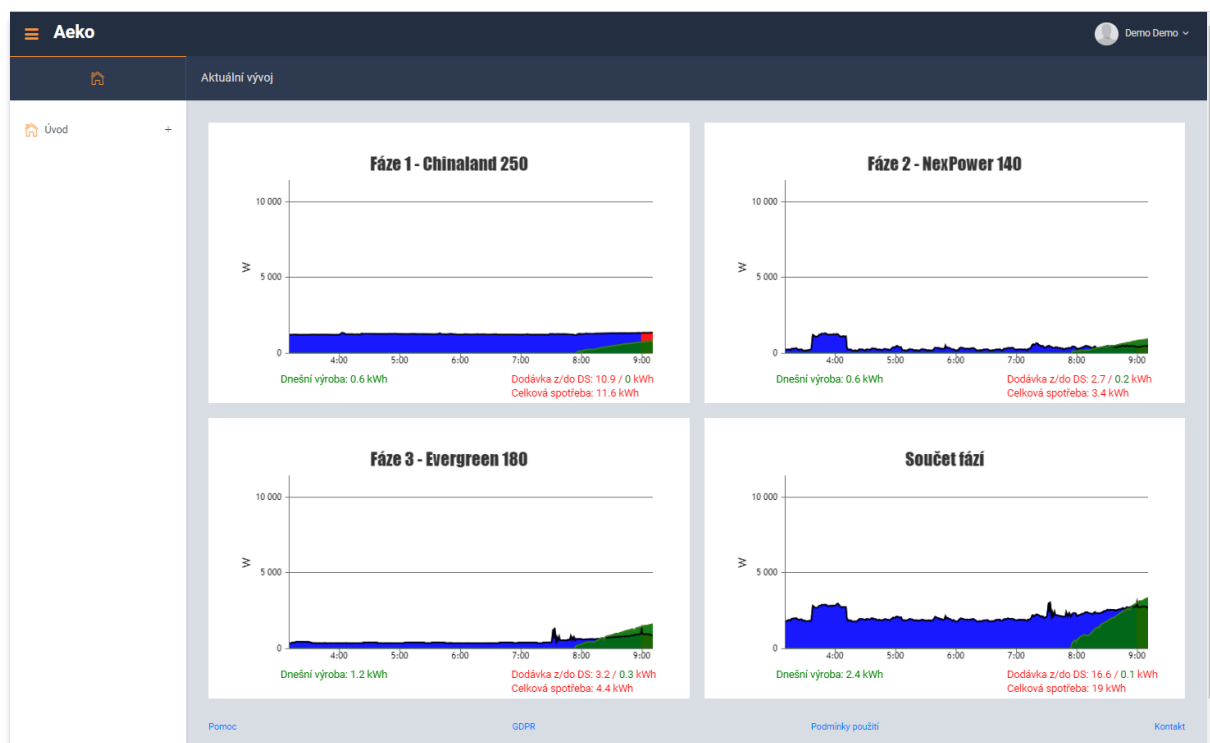 Aeko
Demo Demo
Aktuální vývoj
Úvod +
Fáze 1 - Chinaland 250
10 000
W
5 000
0
4:00 5:00 6:00 7:00 8:00 9:00
Dnešní výroba: 0.6 kWh
Dodávka z/do DS: 10.9 / 0 kWh
Celková spotřeba: 11.6 kWh
Fáze 2 - NexPower 140
10 000
W
5 000
0
4:00 5:00 6:00 7:00 8:00 9:00
Dnešní výroba: 0.6 kWh
Dodávka z/do DS: 2.7 / 0.2 kWh
Celková spotřeba: 3.4 kWh
Fáze 3 - Evergreen 180
10 000
W
5 000
0
4:00 5:00 6:00 7:00 8:00 9:00
Dnešní výroba: 1.2 kWh
Dodávka z/do DS: 3.2 / 0.3 kWh
Celková spotřeba: 4.4 kWh
Součet fází
10 000
W
5 000
0
4:00 5:00 6:00 7:00 8:00 9:00
Dnešní výroba: 2.4 kWh
Dodávka z/do DS: 16.6 / 0.1 kWh
Celková spotřeba: 19 kWh
Pomoc GDPR Podmínky použití Kontakt